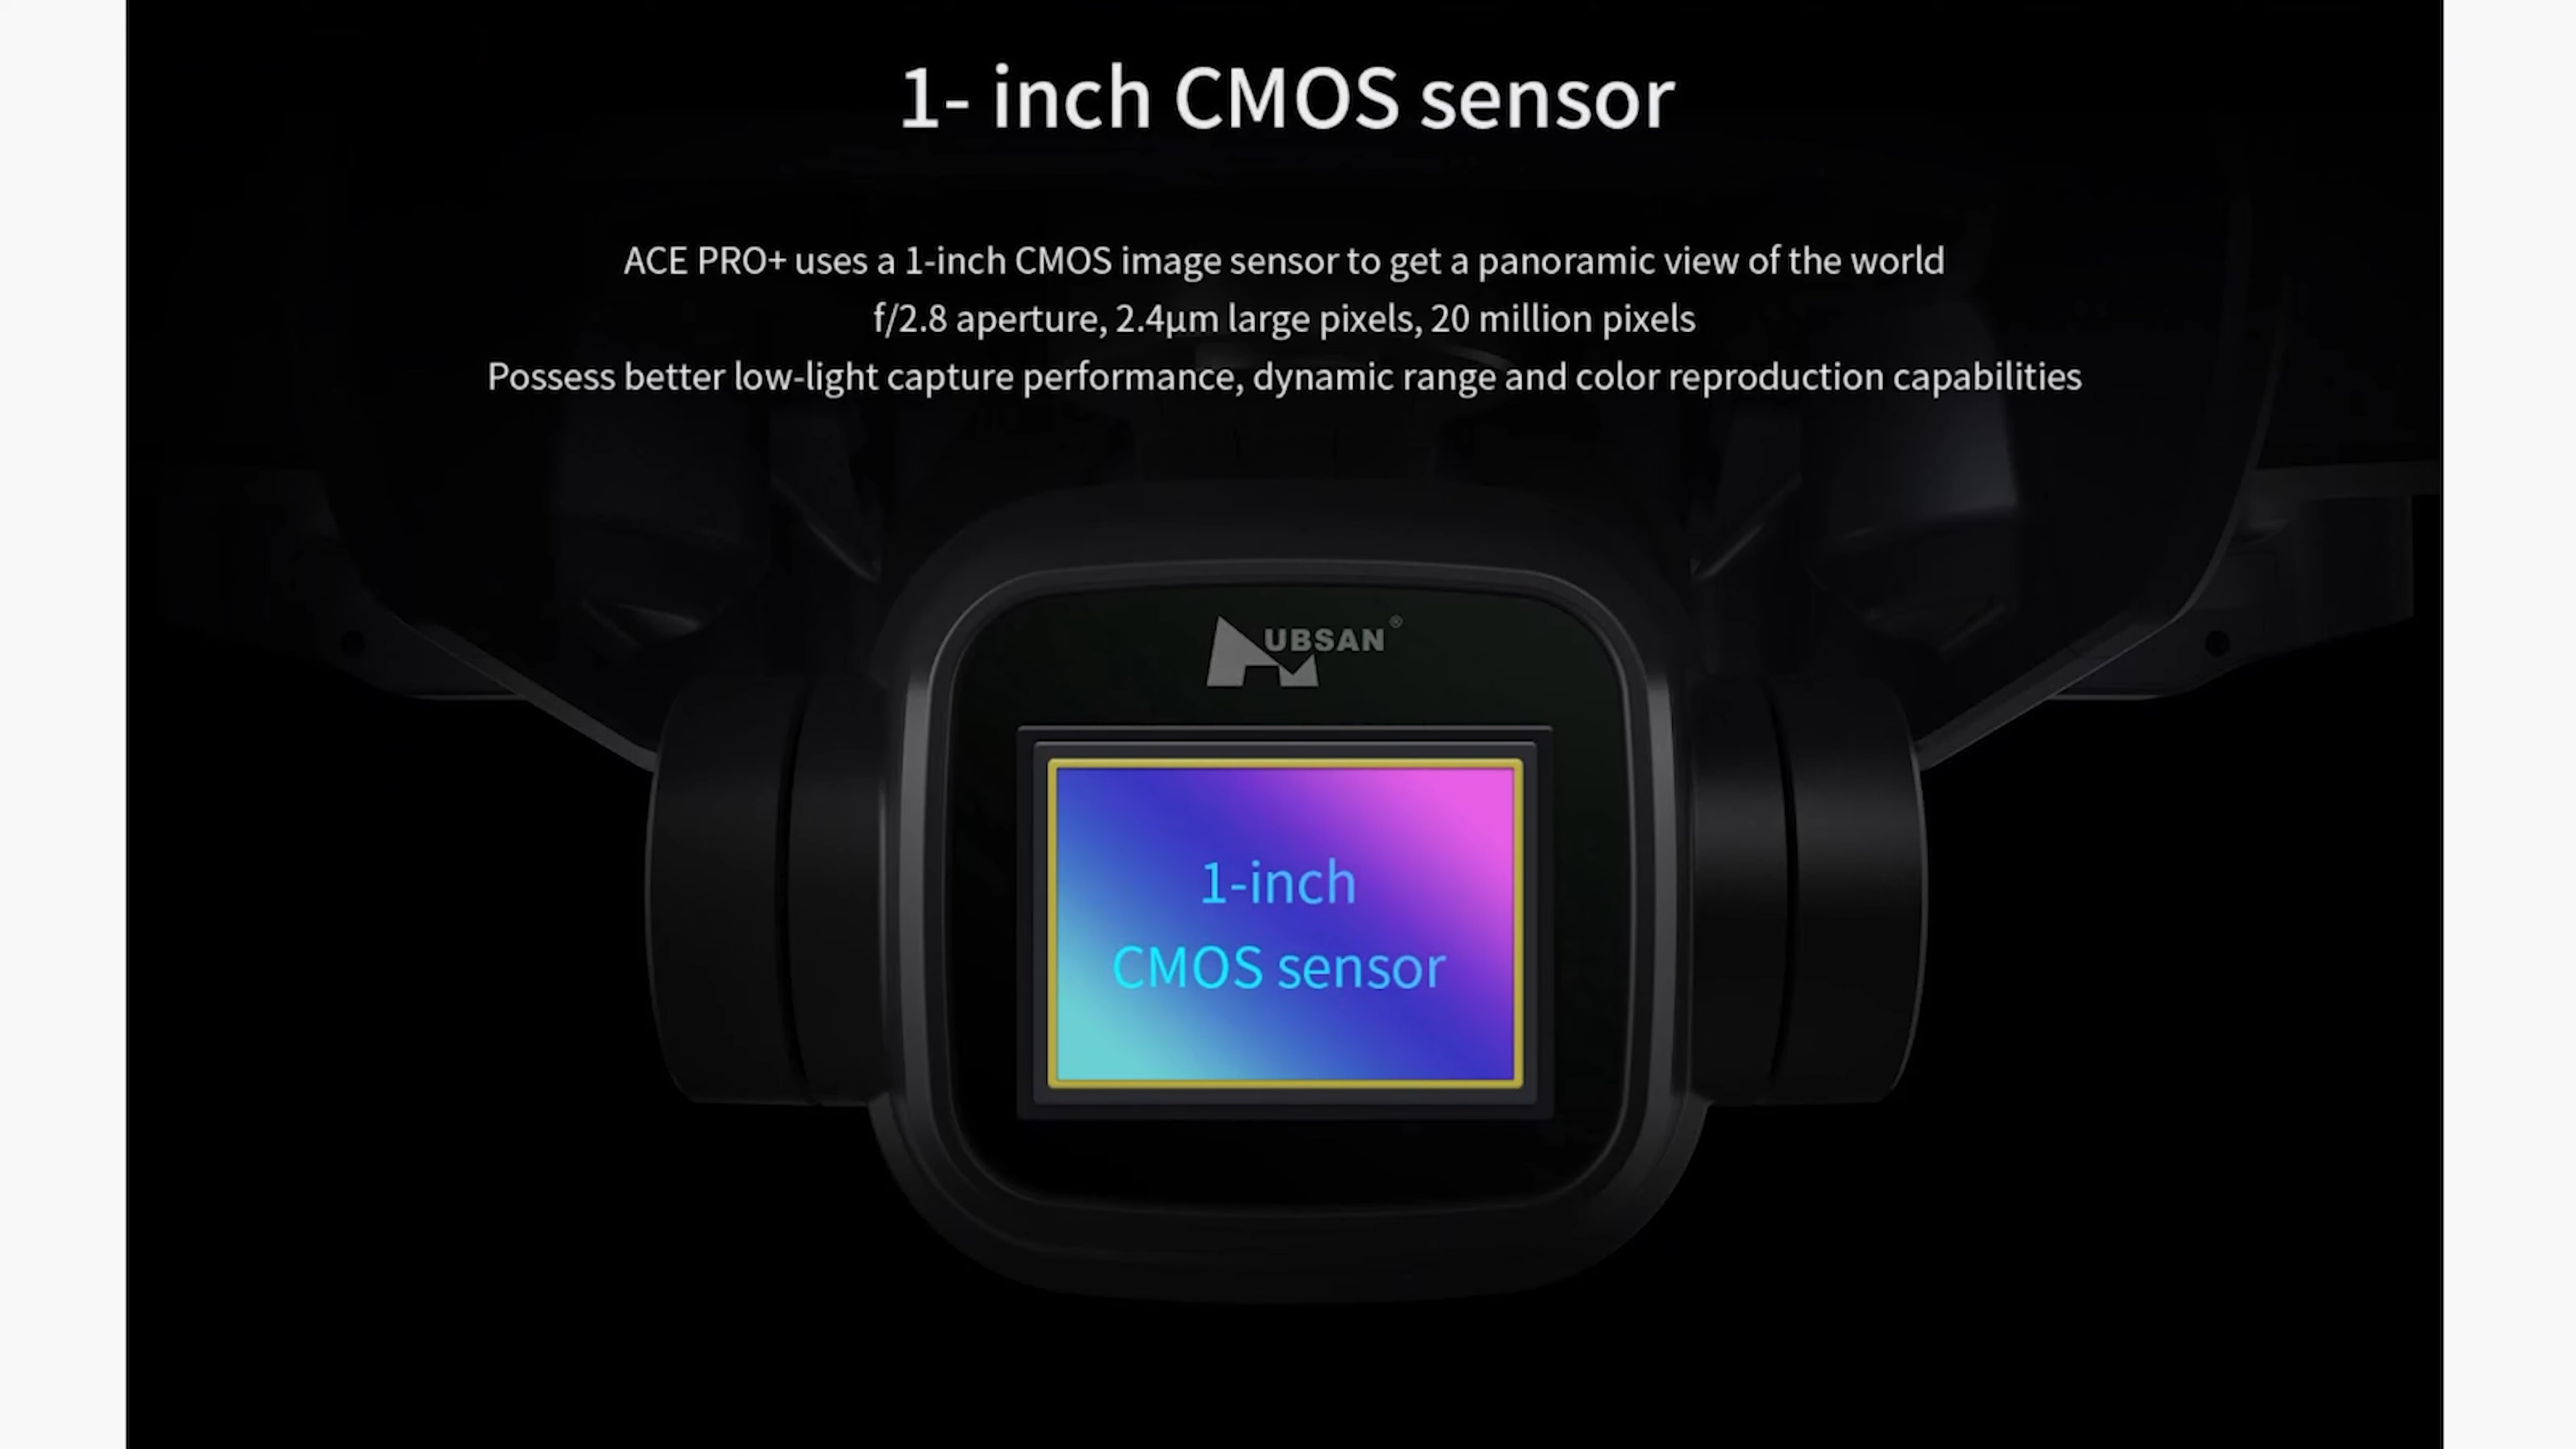 1- inch CMOS sensor
ACE PRO+ uses a 1-inch CMOS image sensor to get a panoramic view of the world
f/2.8 aperture, 2.4μm large pixels, 20 million pixels
Possess better low-light capture performance, dynamic range and color reproduction capabilities
HUBSAN®
1-inch
CMOS sensor